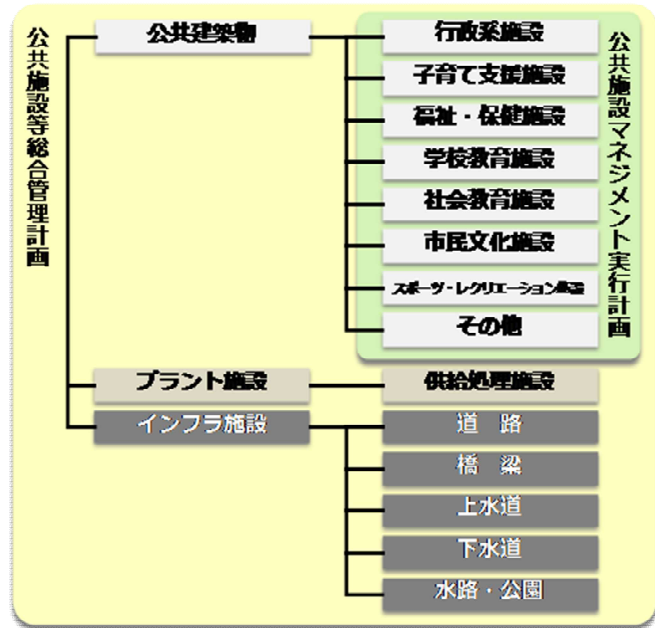 公共施設等総合管理計画
公共建築物
行政系施設
子育て支援施設
福祉・保健施設
学校教育施設
社会教育施設
市民文化施設
スポーツ・レクリエーション施設
その他
公共施設マネジメント実行計画
プラント施設
供給処理施設
インフラ施設
道　路
橋　梁
上水道
下水道
水路・公園